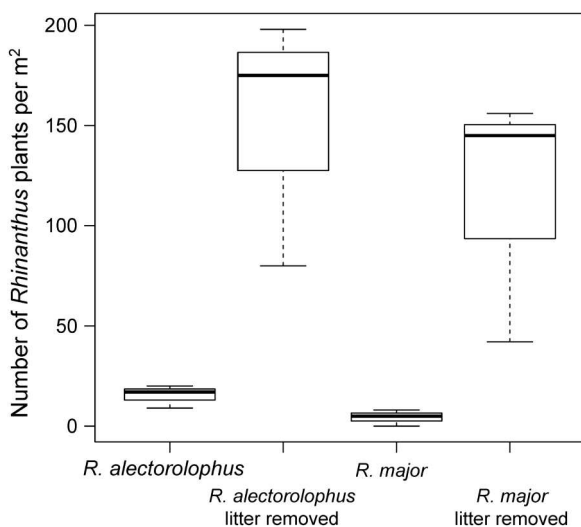 Number of Rhinanthus plants per m²
200
150
100
50
0
R. alectorolophus
R. alectorolophus
litter removed
R. major
R. major
litter removed